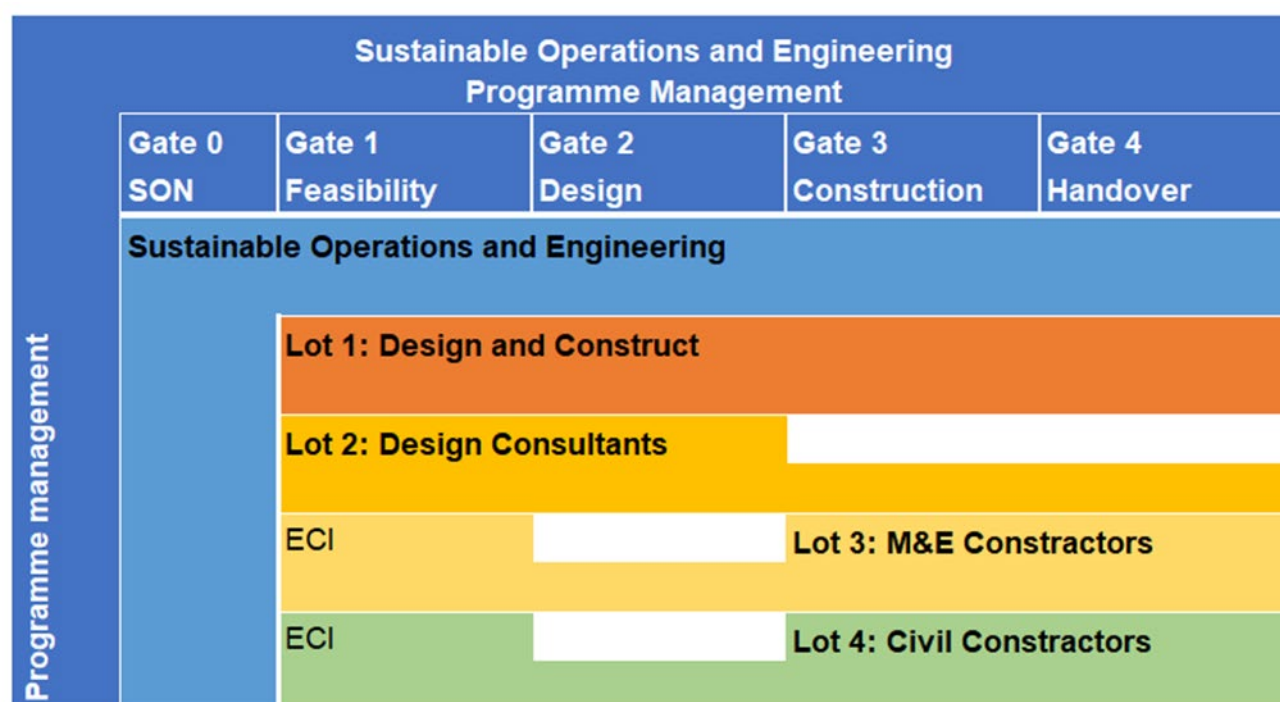 Sustainable Operations and Engineering
Programme Management
Gate 0
SON
Gate 1
Feasibility
Gate 2
Design
Gate 3
Construction
Gate 4
Handover
Programme management
Sustainable Operations and Engineering
Lot 1: Design and Construct
Lot 2: Design Consultants
ECI
Lot 3: M&E Constractors
ECI
Lot 4: Civil Constractors